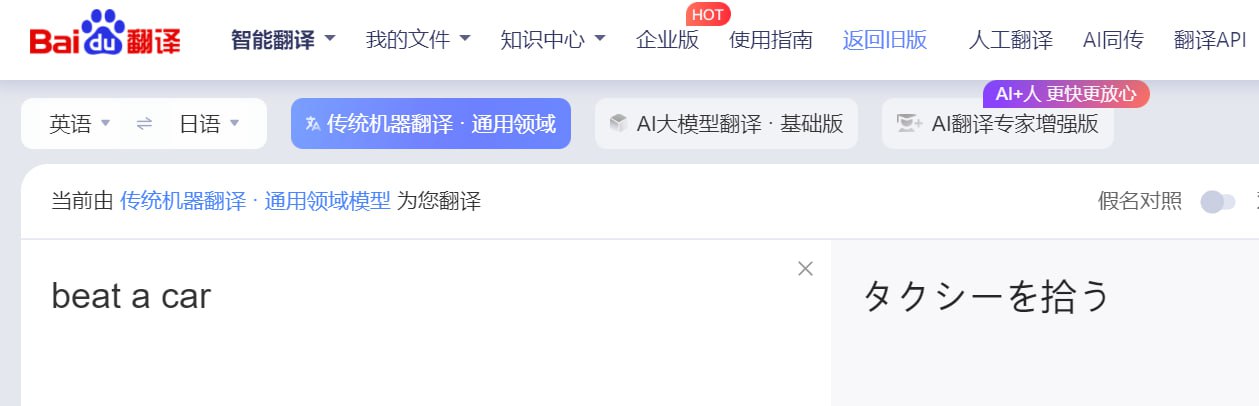 Bai du 翻译 智能翻译 我的文件 知识中心 企业版 HOT 使用指南 返回旧版 人工翻译 AI同传 翻译API
AI+人 更快更放心
英语 ⇌ 日语 传统机器翻译 · 通用领域 AI大模型翻译 · 基础版 AI翻译专家增强版
当前由 传统机器翻译 · 通用领域模型 为您翻译 假名对照
beat a car タクシーを拾う